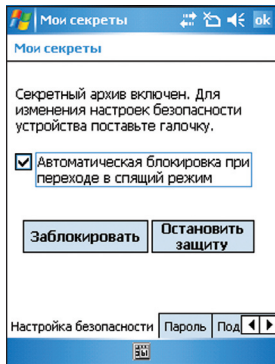 Мои секреты
ok
Мои секреты
Секретный архив включен. Для
изменения настроек безопасности
устройства поставьте галочку.
Автоматическая блокировка при
переходе в спящий режим
Заблокировать
Остановить
защиту
Настройка безопасности Пароль Под